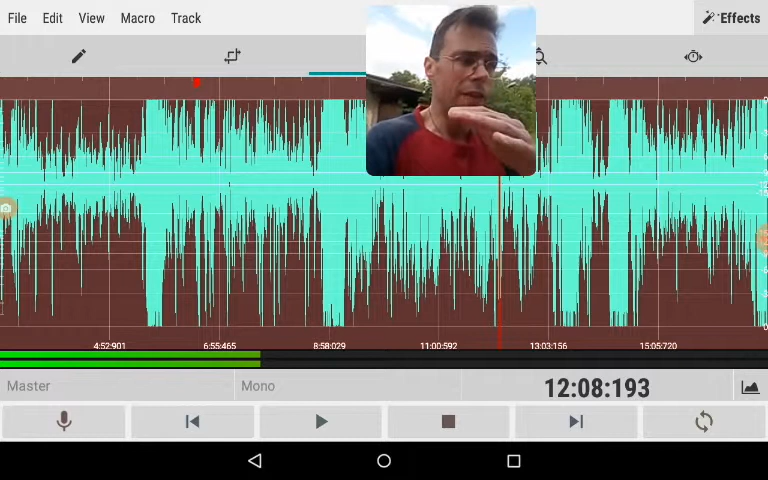 File Edit View Macro Track Effects
4:52:901 6:55:465 8:58:029 11:00:592 13:03:156 15:05:720
Master Mono 12:08:193